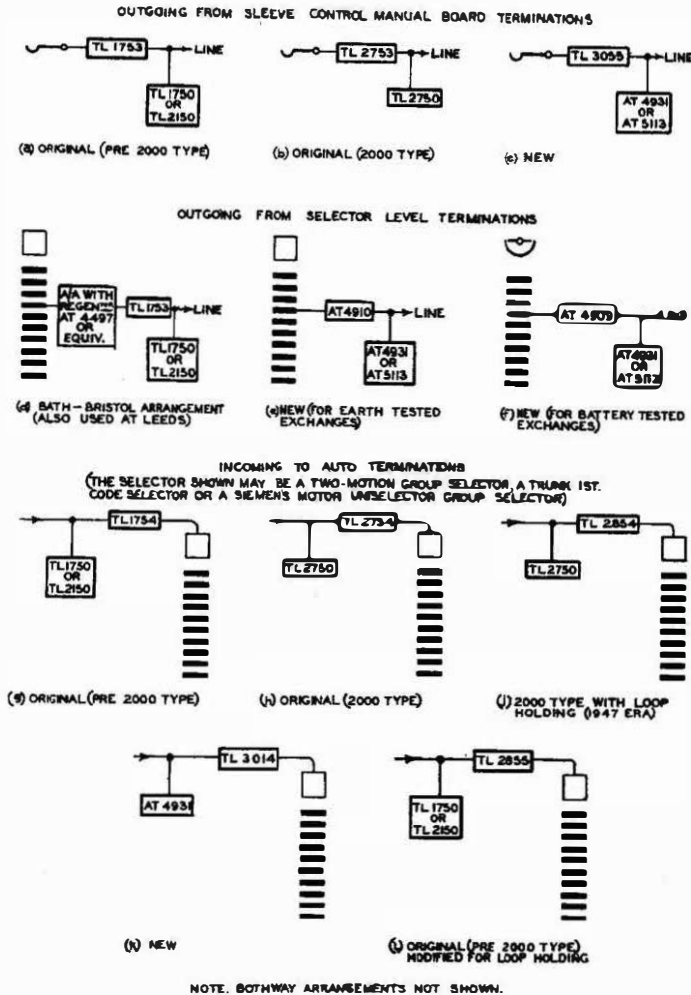 OUTGOING FROM SLEEVE CONTROL MANUAL BOARD TERMINATIONS
TL 1753
LINE
TL 1750
OR
TL 2150
(a) ORIGINAL (PRE 2000 TYPE)
TL 2753
LINE
TL 2750
(b) ORIGINAL (2000 TYPE)
TL 3055
LINE
AT 4931
OR
AT 5113
(c) NEW
OUTGOING FROM SELECTOR LEVEL TERMINATIONS
A/A WITH
AT 4497
OR
EQUIV.
TL 1753
LINE
TL 1750
OR
TL 2150
(d) BATH-BRISTOL ARRANGEMENT
(ALSO USED AT LEEDS)
AT 4910
LINE
AT 4931
OR
AT 5113
(e) NEW (FOR EARTH TESTED
EXCHANGES)
AT 4909
AT 4931
OR
(f) NEW (FOR BATTERY TESTED
EXCHANGES)
INCOMING TO AUTO TERMINATIONS
(THE SELECTOR SHOWN MAY BE A TWO-MOTION GROUP SELECTOR, A TRUNK 1ST.
CODE SELECTOR OR A SIEMEN'S MOTOR UNISELECTOR GROUP SELECTOR)
TL 1754
TL 1750
OR
TL 2150
(g) ORIGINAL (PRE 2000 TYPE)
TL 2754
TL 2750
(h) ORIGINAL (2000 TYPE)
TL 2854
TL 2750
(j) 2000 TYPE WITH LOOP
HOLDING (1947 ERA)
TL 3014
AT 4931
(k) NEW
TL 2855
TL 1750
OR
TL 2150
(l) ORIGINAL (PRE 2000 TYPE)
MODIFIED FOR LOOP HOLDING
NOTE. BOTHWAY ARRANGEMENTS NOT SHOWN.